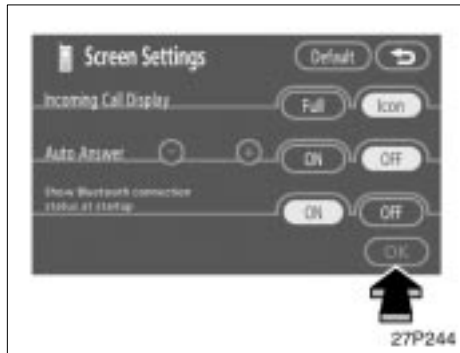 Screen Settings Default
Incoming Call Display Full Icon
Auto Answer - + ON OFF
Show Bluetooth connection
status at startup ON OFF
OK
27P244